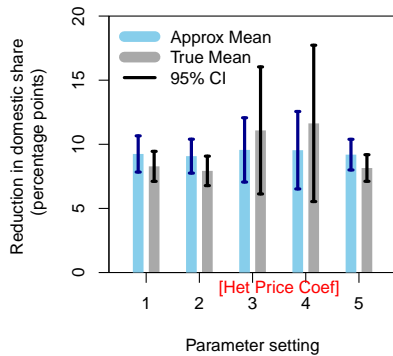 Reduction in domestic share
(percentage points)
20
15
10
5
0
Approx Mean
True Mean
95% CI
[Het Price Coef]
1 2 3 4 5
Parameter setting